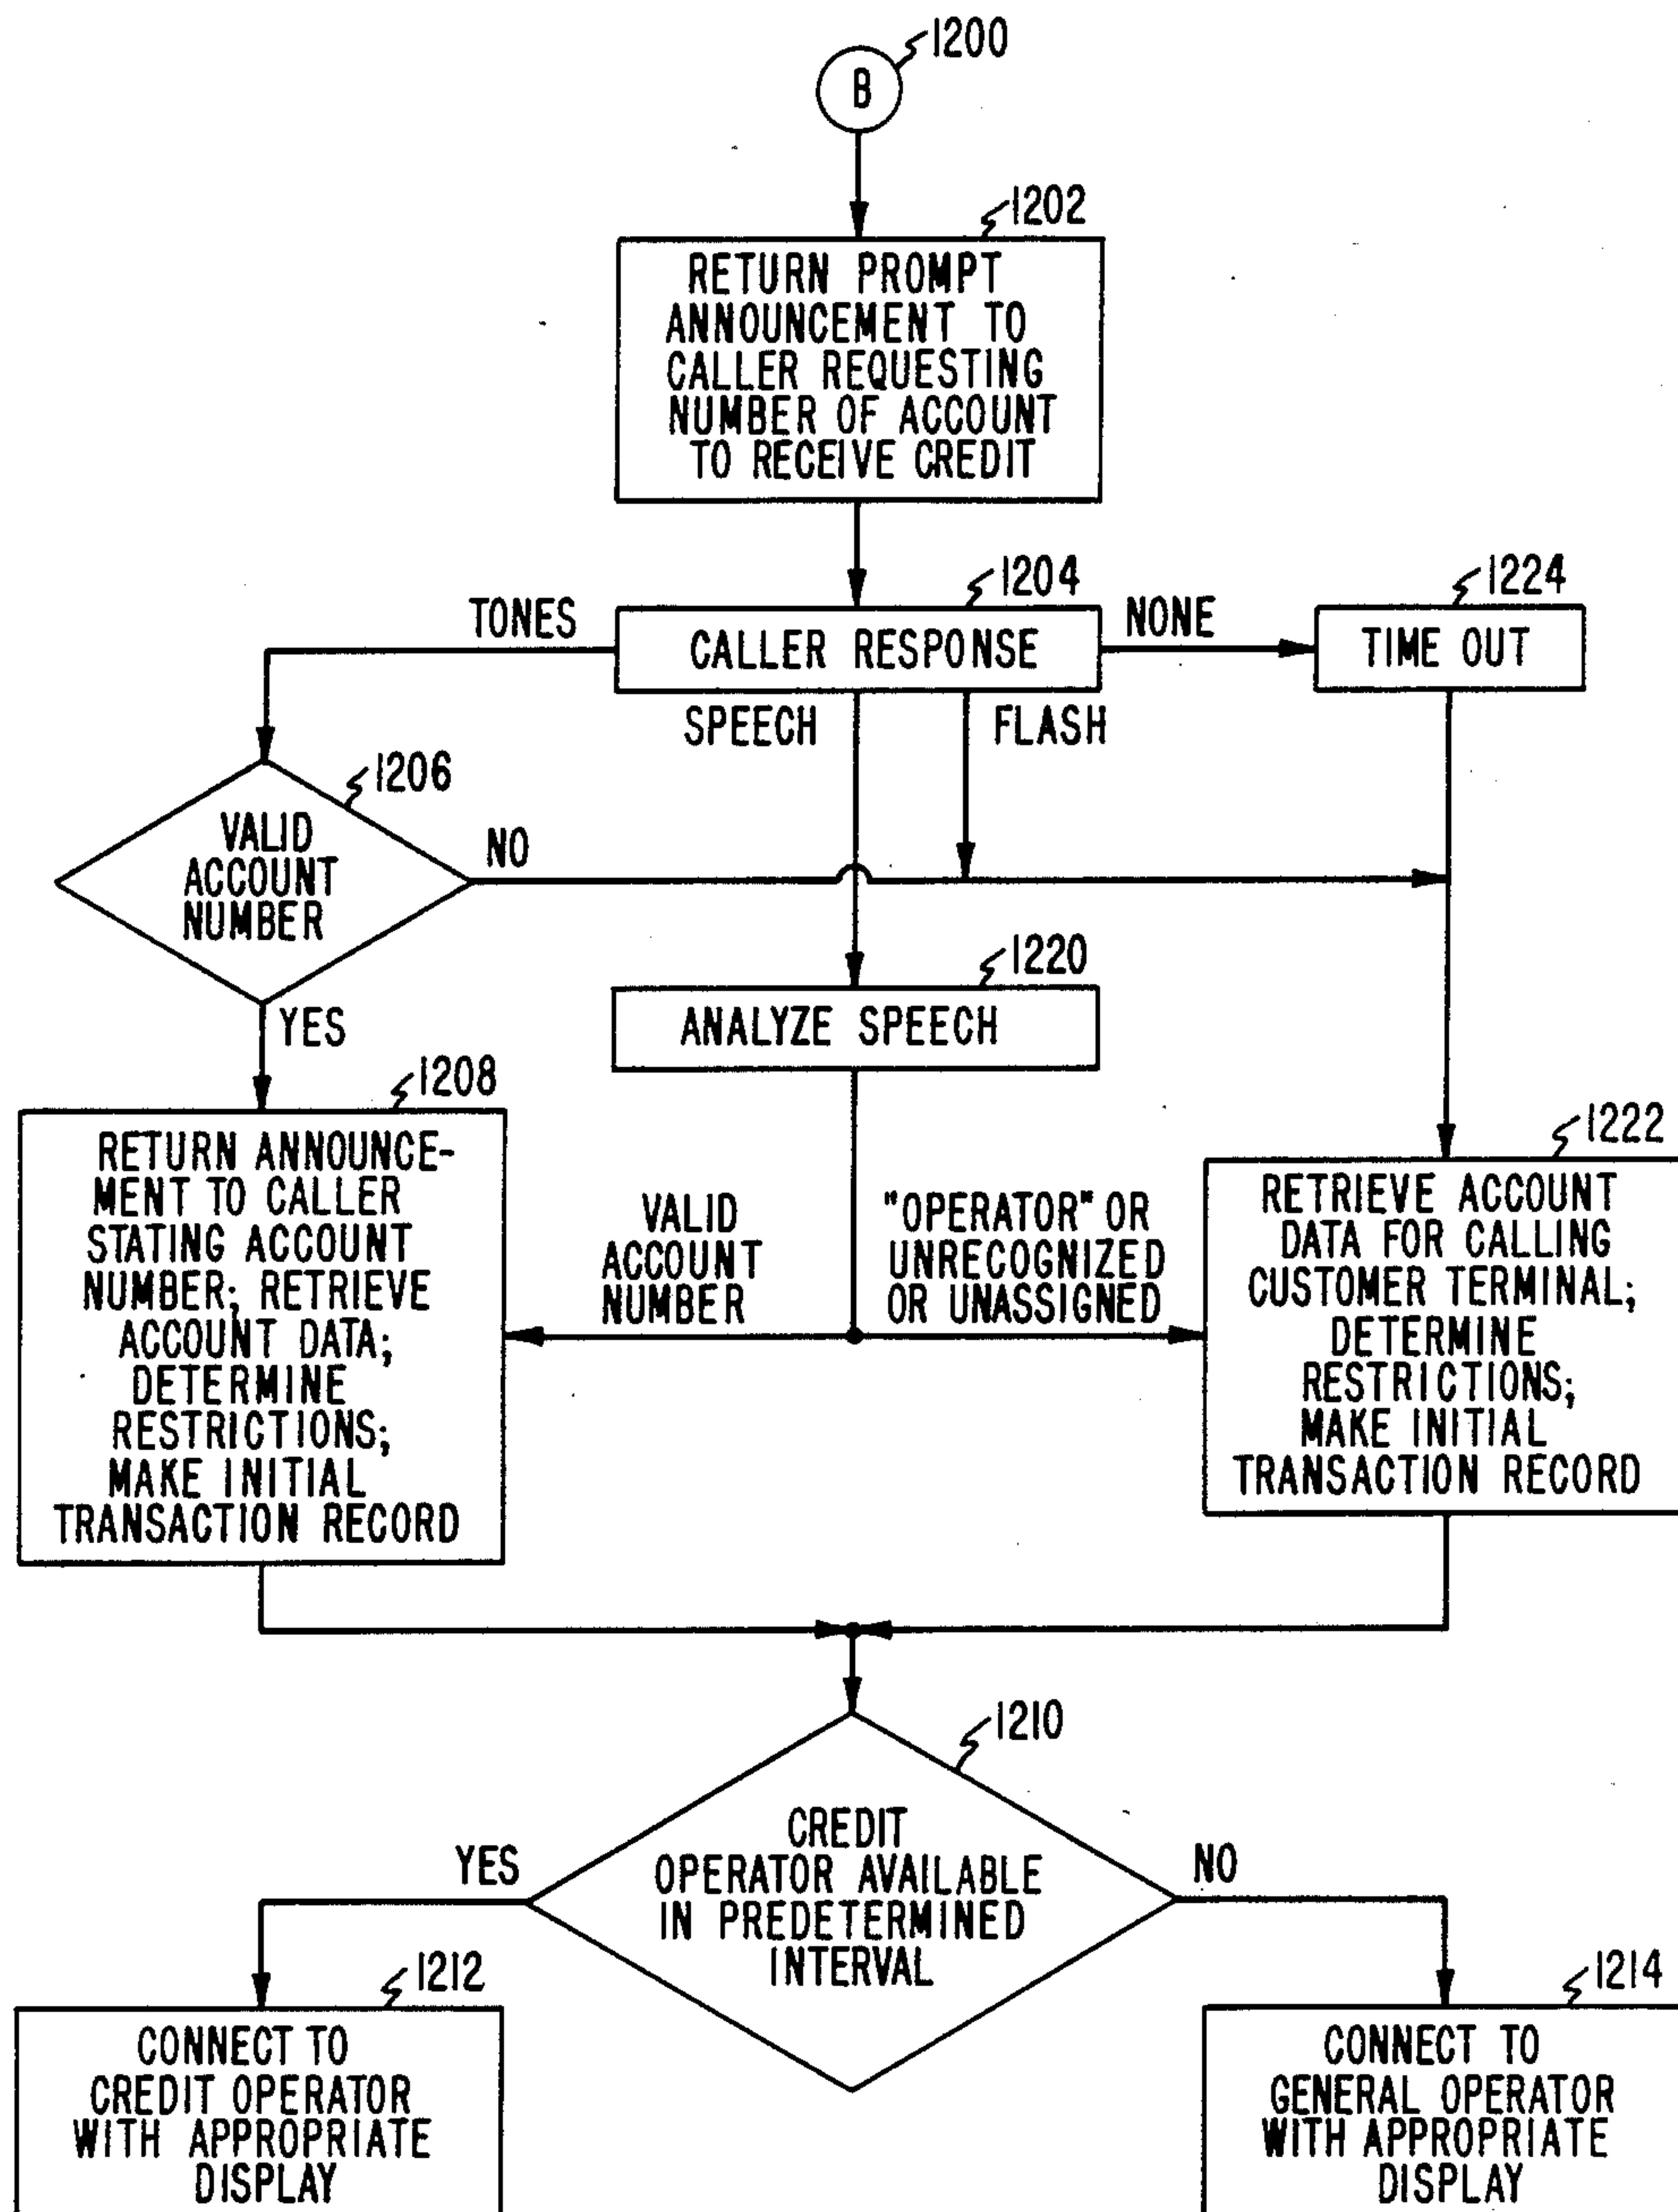 1200
B
1202
RETURN PROMPT
ANNOUNCEMENT TO
CALLER REQUESTING
NUMBER OF ACCOUNT
TO RECEIVE CREDIT
1204
1224
TONES
CALLER RESPONSE
NONE
TIME OUT
SPEECH
FLASH
1206
VALID
ACCOUNT
NUMBER
NO
YES
1220
ANALYZE SPEECH
1208
RETURN ANNOUNCE-
MENT TO CALLER
STATING ACCOUNT
NUMBER; RETRIEVE
ACCOUNT DATA;
DETERMINE
RESTRICTIONS;
MAKE INITIAL
TRANSACTION RECORD
VALID
ACCOUNT
NUMBER
"OPERATOR" OR
UNRECOGNIZED
OR UNASSIGNED
1222
RETRIEVE ACCOUNT
DATA FOR CALLING
CUSTOMER TERMINAL;
DETERMINE
RESTRICTIONS;
MAKE INITIAL
TRANSACTION RECORD
1210
CREDIT
OPERATOR AVAILABLE
IN PREDETERMINED
INTERVAL
YES
NO
1212
CONNECT TO
CREDIT OPERATOR
WITH APPROPRIATE
DISPLAY
1214
CONNECT TO
GENERAL OPERATOR
WITH APPROPRIATE
DISPLAY